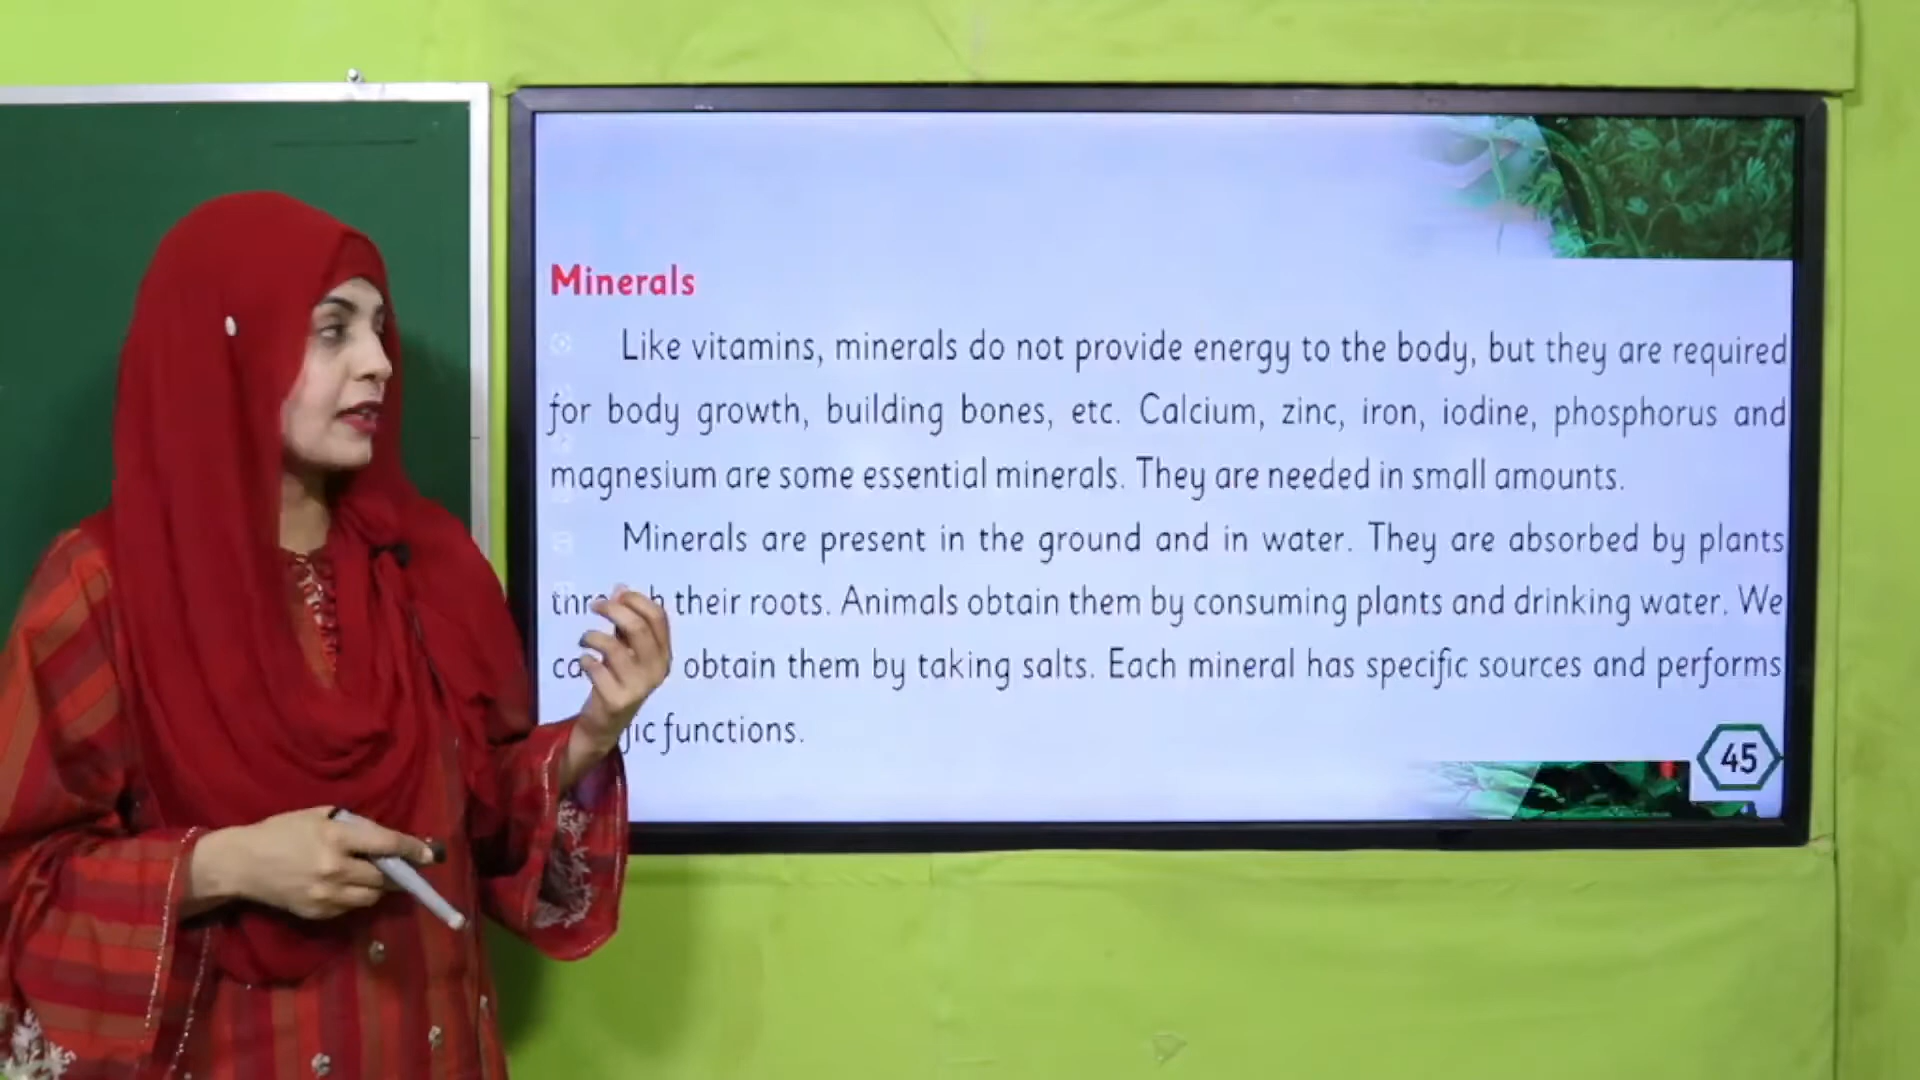 Minerals
Like vitamins, minerals do not provide energy to the body, but they are required
for body growth, building bones, etc. Calcium, zinc, iron, iodine, phosphorus and
magnesium are some essential minerals. They are needed in small amounts.
Minerals are present in the ground and in water. They are absorbed by plants
their roots. Animals obtain them by consuming plants and drinking water. We
obtain them by taking salts. Each mineral has specific sources and performs
functions.
45